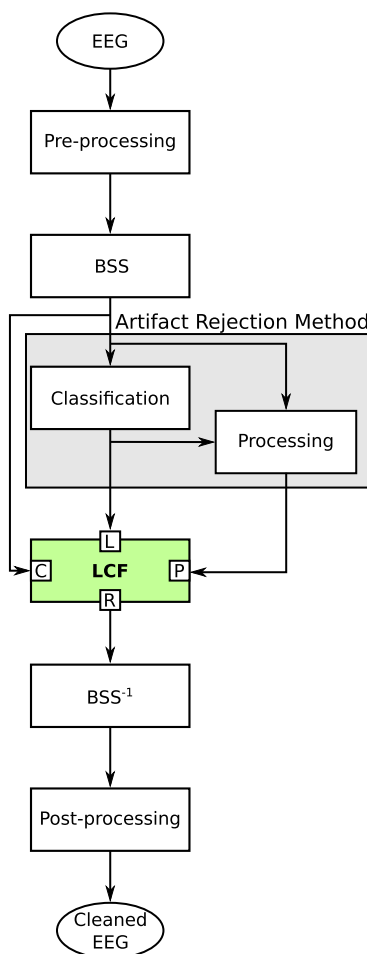 EEG
Pre-processing
BSS
Artifact Rejection Method
Classification
Processing
L
C
LCF
P
R
BSS⁻¹
Post-processing
Cleaned
EEG